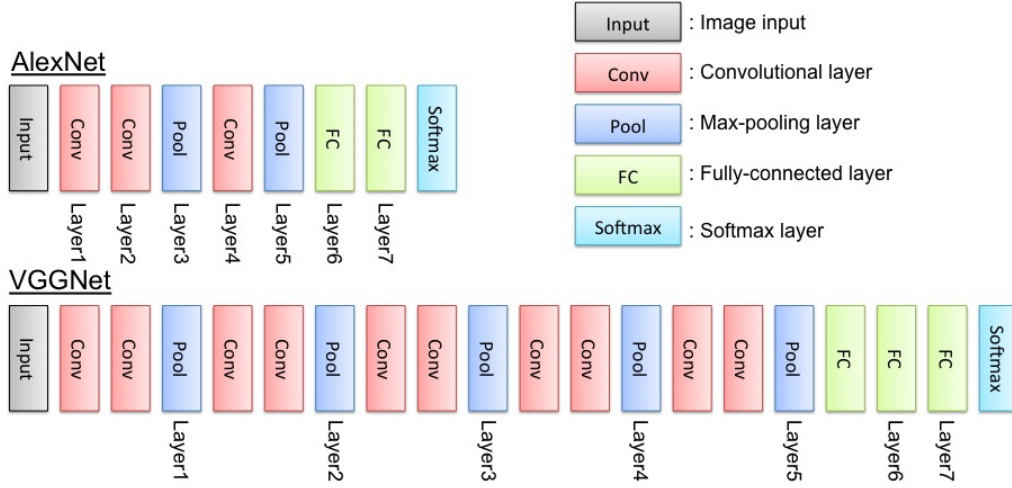 Input : Image input
AlexNet
Conv : Convolutional layer
Input Conv Conv Pool Conv Pool FC FC Softmax
Pool : Max-pooling layer
FC : Fully-connected layer
Softmax : Softmax layer
Layer1 Layer2 Layer3 Layer4 Layer5 Layer6 Layer7
VGGNet
Input Conv Conv Pool Conv Conv Pool Conv Conv Pool Conv Conv Pool Conv Conv Pool FC FC FC Softmax
Layer1 Layer2 Layer3 Layer4 Layer5 Layer6 Layer7